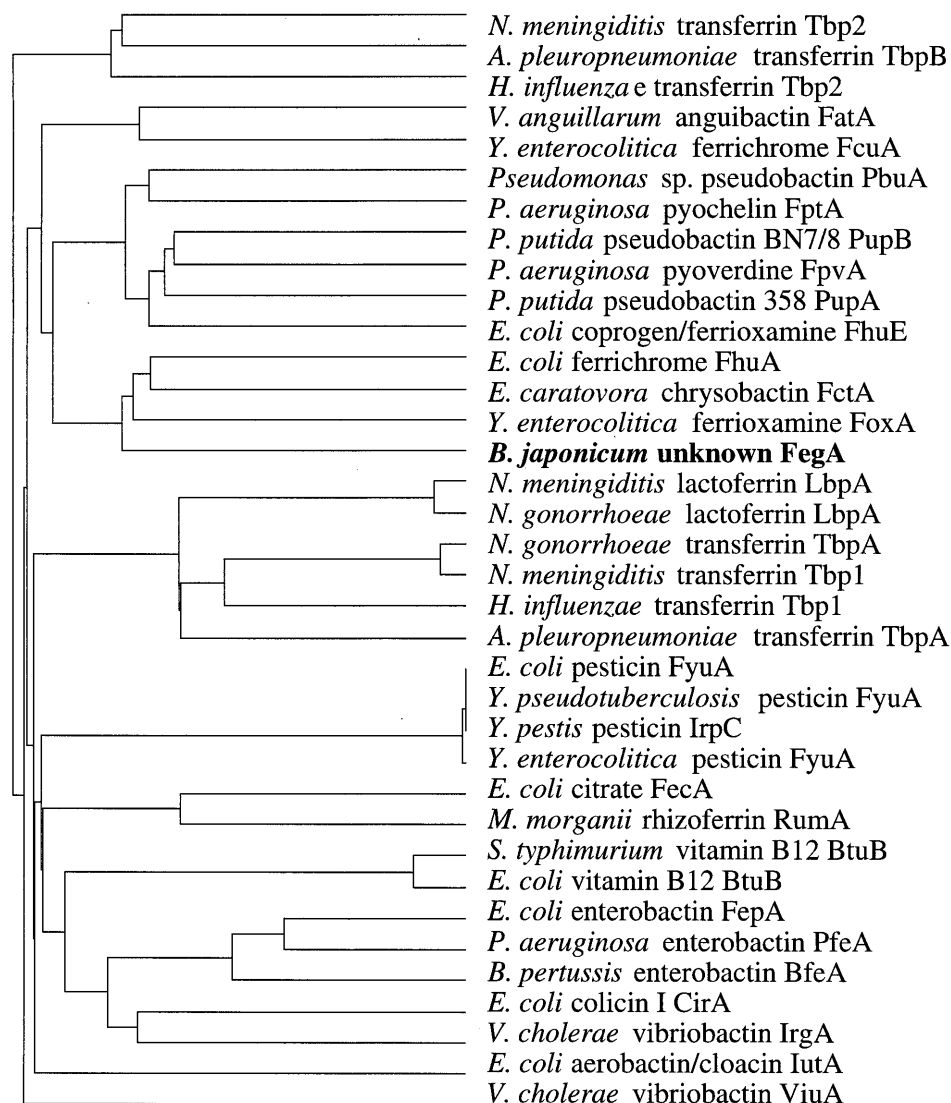 N. meningiditis transferrin Tbp2
A. pleuropneumoniae transferrin TbpB
H. influenzae transferrin Tbp2
V. anguillarum anguibactin FatA
Y. enterocolitica ferrichrome FcuA
Pseudomonas sp. pseudobactin PbuA
P. aeruginosa pyochelin FptA
P. putida pseudobactin BN7/8 PupB
P. aeruginosa pyoverdine FpvA
P. putida pseudobactin 358 PupA
E. coli coprogen/ferrioxamine FhuE
E. coli ferrichrome FhuA
E. caratovora chrysobactin FctA
Y. enterocolitica ferrioxamine FoxA
B. japonicum unknown FegA
N. meningiditis lactoferrin LbpA
N. gonorrhoeae lactoferrin LbpA
N. gonorrhoeae transferrin TbpA
N. meningiditis transferrin Tbp1
H. influenzae transferrin Tbp1
A. pleuropneumoniae transferrin TbpA
E. coli pesticin FyuA
Y. pseudotuberculosis pesticin FyuA
Y. pestis pesticin IrpC
Y. enterocolitica pesticin FyuA
E. coli citrate FecA
M. morganii rhizoferrin RumA
S. typhimurium vitamin B12 BtuB
E. coli vitamin B12 BtuB
E. coli enterobactin FepA
P. aeruginosa enterobactin PfeA
B. pertussis enterobactin BfeA
E. coli colicin I CirA
V. cholerae vibriobactin IrgA
E. coli aerobactin/cloacin IutA
V. cholerae vibriobactin ViuA